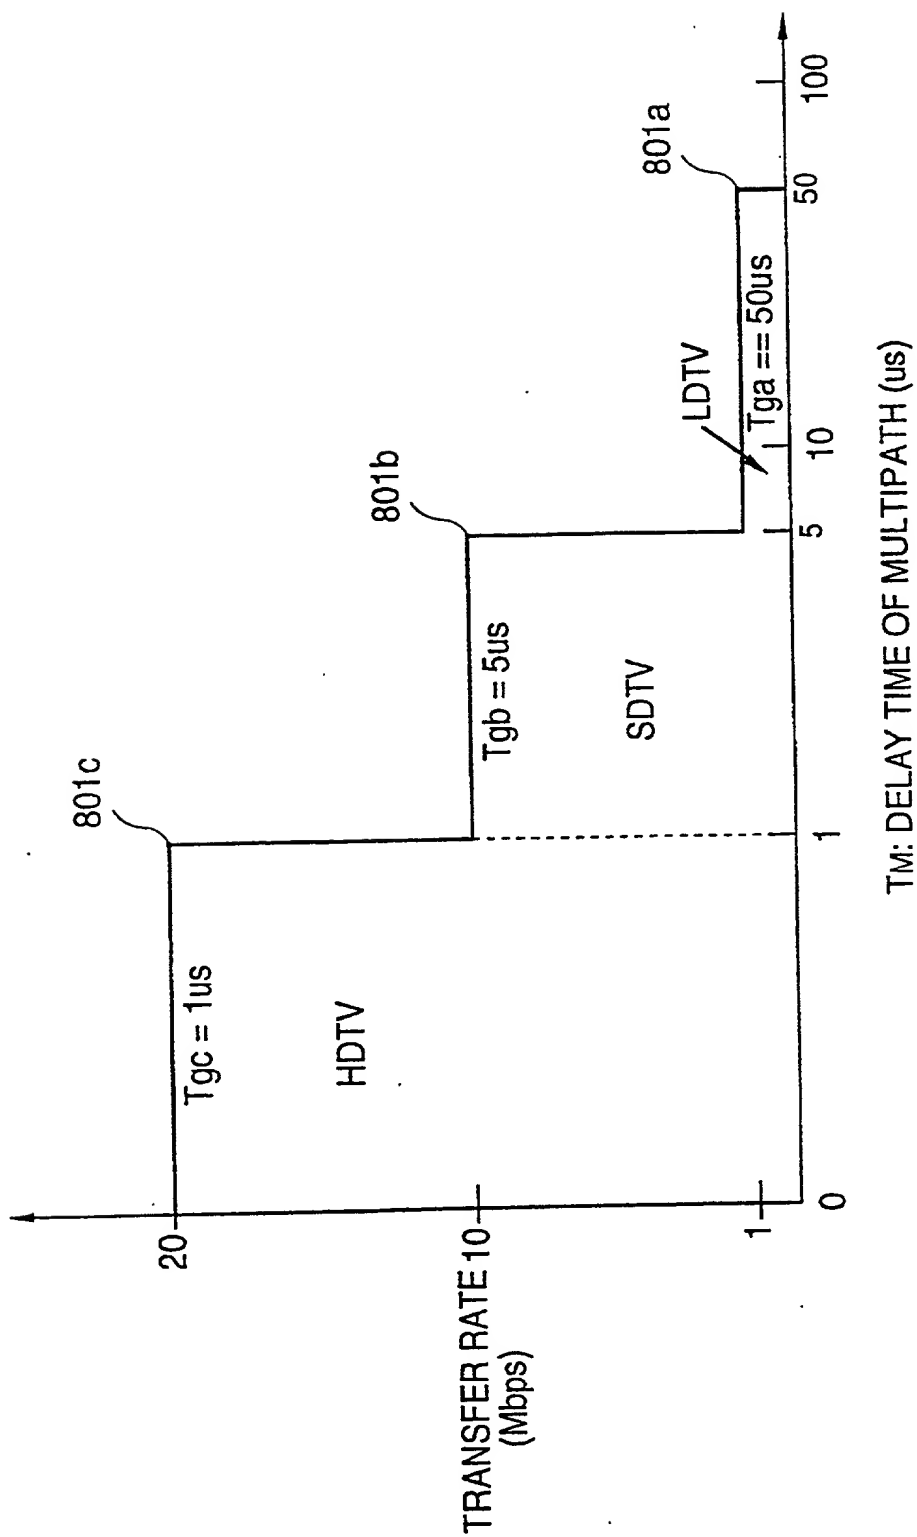 TRANSFER RATE
(Mbps)
20
10
1
0
1
5
10
50
100
801c
Tgc = 1us
HDTV
801b
Tgb = 5us
SDTV
801a
LDTV
Tga == 50us
TM: DELAY TIME OF MULTIPATH (us)